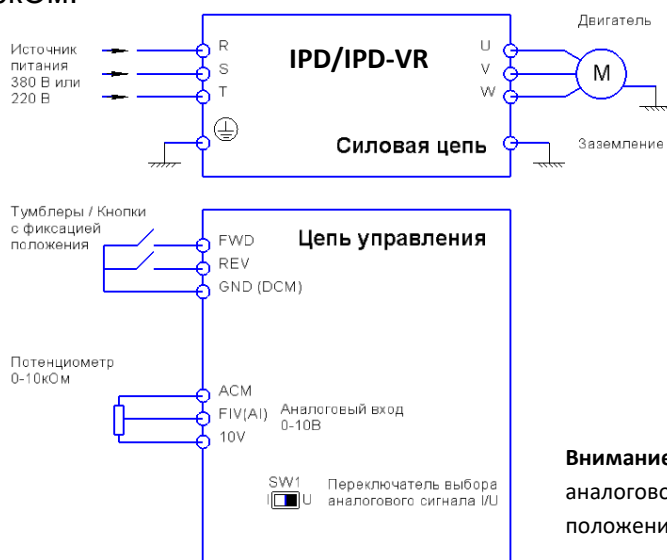 кОм.
Двигатель
Источник
питания
380 В или
220 В
R
S
T
IPD/IPD-VR
U
V
W
M
Силовая цепь
Заземление
Тумблеры / Кнопки
с фиксацией
положения
FWD
REV
GND (DCM)
Цепь управления
Потенциометр
0-10кОм
ACM
FIV(AI)
10V
Аналоговый вход
0-10В
SW1
I U
Переключатель выбора
аналогового сигнала I/U
Внимание
аналогово
положени